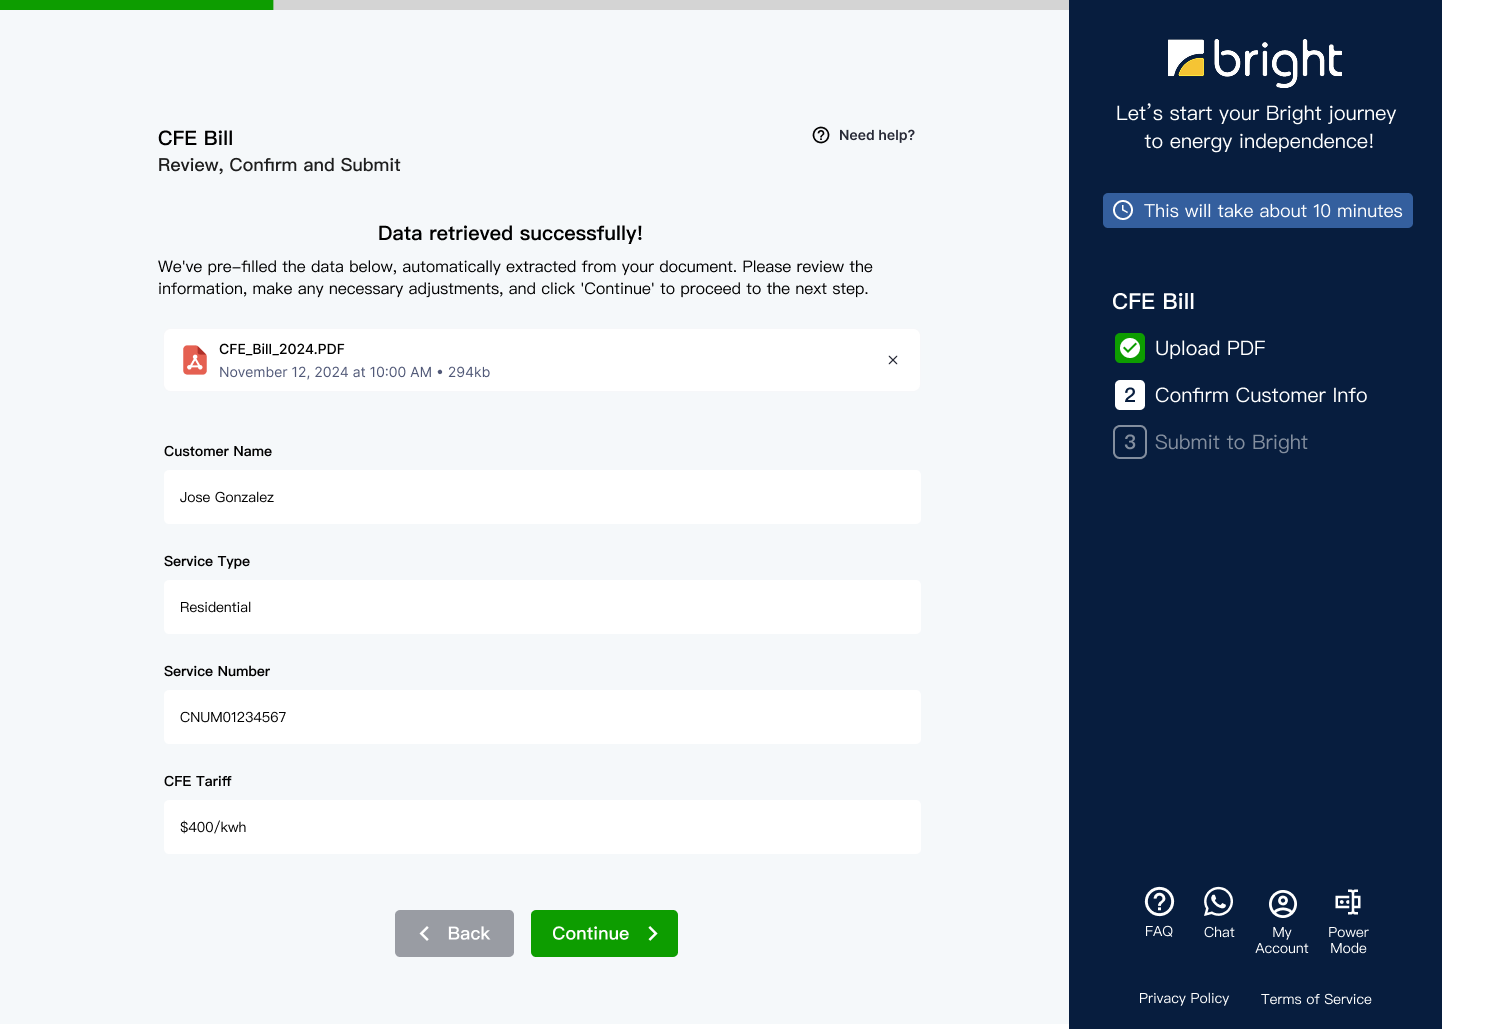 CFE Bill
Review, Confirm and Submit
Need help?
Data retrieved successfully!
We've pre-filled the data below, automatically extracted from your document. Please review the
information, make any necessary adjustments, and click 'Continue' to proceed to the next step.
CFE_Bill_2024.PDF
November 12, 2024 at 10:00 AM • 294kb
Customer Name
Jose Gonzalez
Service Type
Residential
Service Number
CNUM01234567
CFE Tariff
$400/kwh
Back
Continue
bright
Let's start your Bright journey
to energy independence!
This will take about 10 minutes
CFE Bill
Upload PDF
2 Confirm Customer Info
3 Submit to Bright
FAQ
Chat
My
Account
Power
Mode
Privacy Policy
Terms of Service